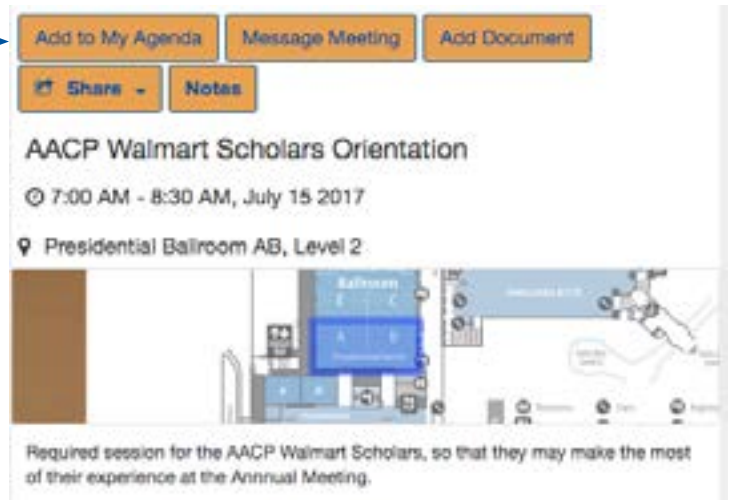 Add to My Agenda Message Meeting Add Document
Share Notes
AACP Walmart Scholars Orientation
7:00 AM - 8:30 AM, July 15 2017
Presidential Ballroom AB, Level 2
Ballroom
E C
A B
Required session for the AACP Walmart Scholars, so that they may make the most
of their experience at the Annnual Meeting.